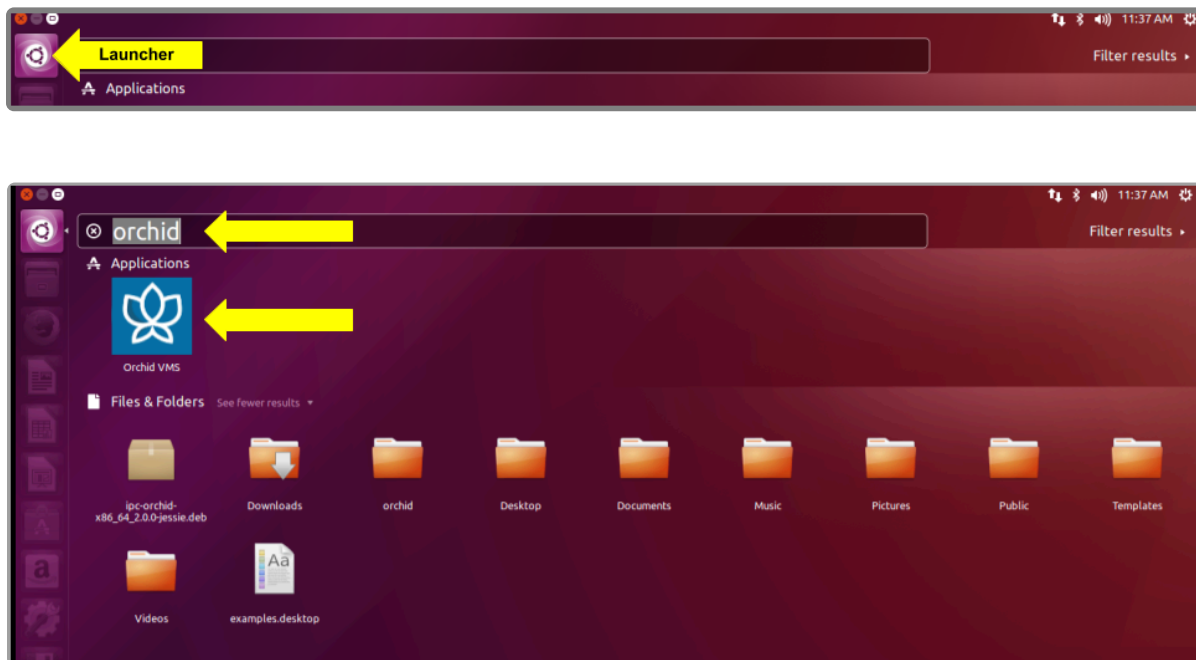 11:37 AM
Launcher
Filter results
Applications
11:37 AM
orchid
Filter results
Applications
Orchid VMS
Files & Folders See fewer results
ipc-orchid-
x86_64_2.0.0-jessie.deb
Downloads
orchid
Desktop
Documents
Music
Pictures
Public
Templates
Aa
Videos
examples.desktop
a